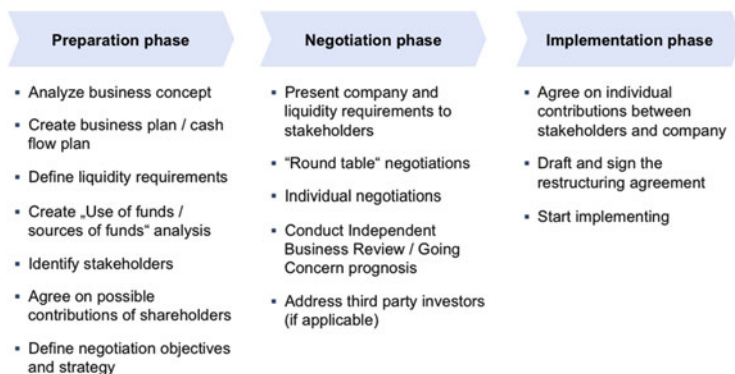 Preparation phase
▪ Analyze business concept
▪ Create business plan / cash
flow plan
▪ Define liquidity requirements
▪ Create „Use of funds /
sources of funds“ analysis
▪ Identify stakeholders
▪ Agree on possible
contributions of shareholders
▪ Define negotiation objectives
and strategy
Negotiation phase
▪ Present company and
liquidity requirements to
stakeholders
▪ “Round table“ negotiations
▪ Individual negotiations
▪ Conduct Independent
Business Review / Going
Concern prognosis
▪ Address third party investors
(if applicable)
Implementation phase
▪ Agree on individual
contributions between
stakeholders and company
▪ Draft and sign the
restructuring agreement
▪ Start implementing